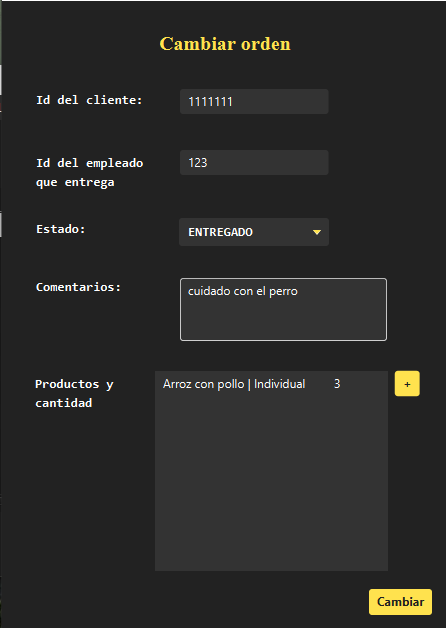 Cambiar orden
Id del cliente:
1111111
Id del empleado
que entrega
123
Estado:
ENTREGADO
Comentarios:
cuidado con el perro
Productos y
cantidad
Arroz con pollo | Individual 3
+
Cambiar